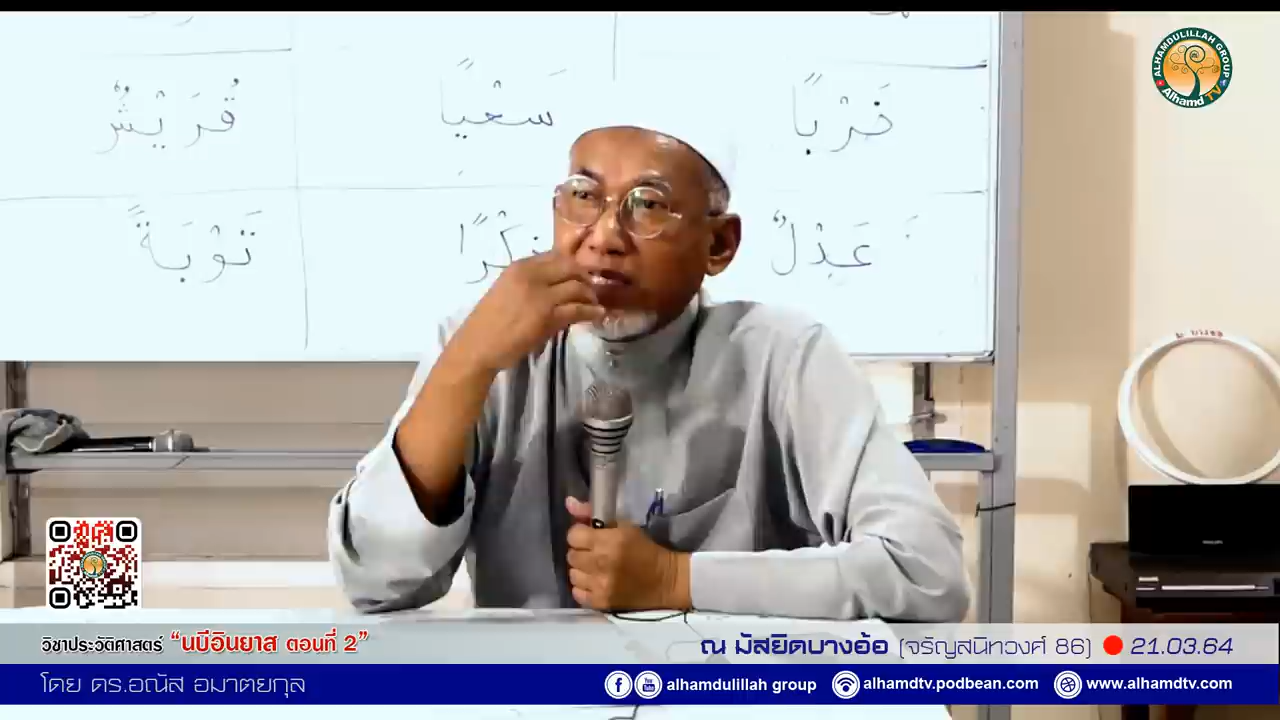 ALHAMDULILLAH GROUP
Alhamd TV
ضَرْبًا
سَعْيًا
قُرَيْشٌ
عَدْلٌ
تَوْبَةً
วิชาประวัติศาสตร์ “นบีอินยาส ตอนที่ 2”
ณ มัสยิดบางอ้อ (จรัญสนิทวงศ์ 86) 21.03.64
โดย ดร.อณัส อมาตยกุล
alhamdulillah group
alhamdtv.podbean.com
www.alhamdtv.com